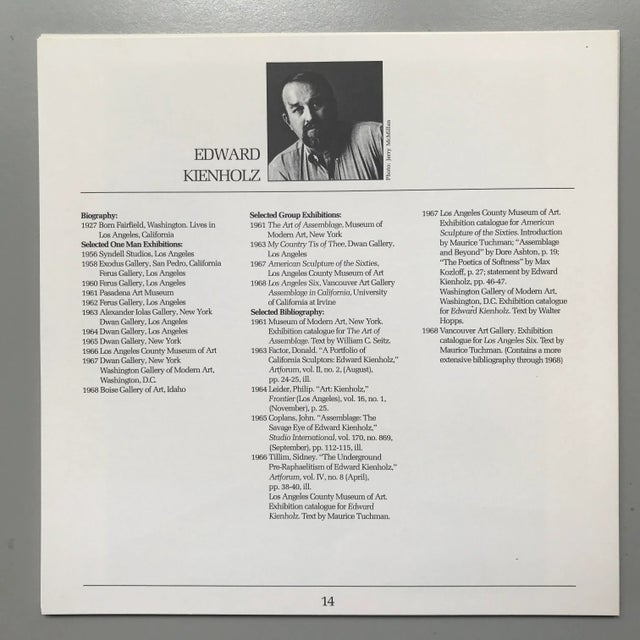 EDWARD
KIENHOLZ
Photo: Jerry McMillan
Biography:
1927 Born Fairfield, Washington. Lives in
Los Angeles, California
Selected One Man Exhibitions:
1956 Syndell Studios, Los Angeles
1958 Exodus Gallery, San Pedro, California
Ferus Gallery, Los Angeles
1960 Ferus Gallery, Los Angeles
1961 Pasadena Art Museum
1962 Ferus Gallery, Los Angeles
1963 Alexander Iolas Gallery, New York
Dwan Gallery, Los Angeles
1964 Dwan Gallery, Los Angeles
1965 Dwan Gallery, New York
1966 Los Angeles County Museum of Art
1967 Dwan Gallery, New York
Washington Gallery of Modern Art,
Washington, D.C.
1968 Boise Gallery of Art, Idaho
Selected Group Exhibitions:
1961 The Art of Assemblage, Museum of
Modern Art, New York
1963 My Country Tis of Thee, Dwan Gallery,
Los Angeles
1967 American Sculpture of the Sixties,
Los Angeles County Museum of Art
1968 Los Angeles Six, Vancouver Art Gallery
Assemblage in California, University
of California at Irvine
Selected Bibliography:
1961 Museum of Modern Art, New York.
Exhibition catalogue for The Art of
Assemblage. Text by William C. Seitz.
1963 Factor, Donald. "A Portfolio of
California Sculptors: Edward Kienholz,"
Artforum, vol. II, no. 2, (August),
pp. 24-25, ill.
1964 Leider, Philip. "Art: Kienholz,"
Frontier (Los Angeles), vol. 16, no. 1,
(November), p. 25.
1965 Coplans, John. "Assemblage: The
Savage Eye of Edward Kienholz,"
Studio International, vol. 170, no. 869,
(September), pp. 112-115, ill.
1966 Tillim, Sidney. "The Underground
Pre-Raphaelitism of Edward Kienholz,"
Artforum, vol. IV, no. 8 (April),
pp. 38-40, ill.
Los Angeles County Museum of Art.
Exhibition catalogue for Edward
Kienholz. Text by Maurice Tuchman.
1967 Los Angeles County Museum of Art.
Exhibition catalogue for American
Sculpture of the Sixties. Introduction
by Maurice Tuchman; "Assemblage
and Beyond" by Dore Ashton, p. 19;
"The Poetics of Softness" by Max
Kozloff, p. 27; statement by Edward
Kienholz, pp. 46-47.
Washington Gallery of Modern Art,
Washington, D.C. Exhibition catalogue
for Edward Kienholz. Text by Walter
Hopps.
1968 Vancouver Art Gallery. Exhibition
catalogue for Los Angeles Six. Text by
Maurice Tuchman. (Contains a more
extensive bibliography through 1968)
14